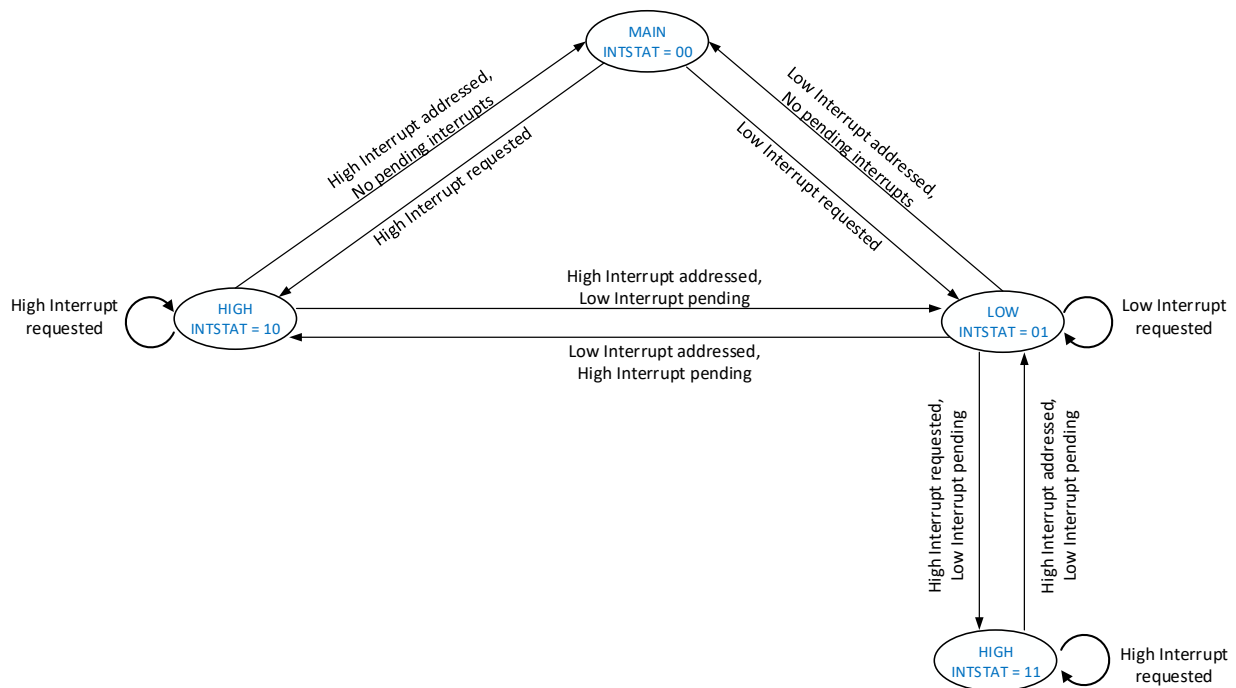 MAIN
INTSTAT = 00
High Interrupt addressed,
No pending interrupts
High Interrupt requested
Low Interrupt addressed,
No pending interrupts
Low Interrupt requested
High Interrupt
requested
HIGH
INTSTAT = 10
High Interrupt addressed,
Low Interrupt pending
Low Interrupt addressed,
High Interrupt pending
LOW
INTSTAT = 01
Low Interrupt
requested
High Interrupt requested,
Low Interrupt pending
High Interrupt addressed,
Low Interrupt pending
HIGH
INTSTAT = 11
High Interrupt
requested